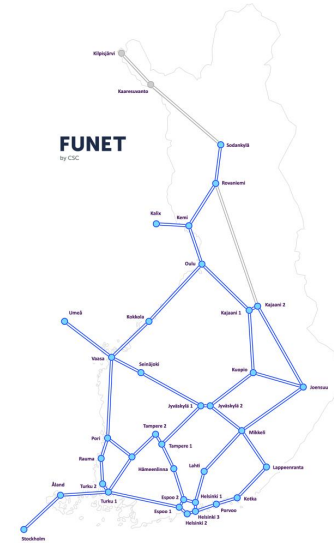 Kilpisjärvi
Kaaresuvanto
FUNET
by CSC
Sodankylä
Rovaniemi
Kalix
Kemi
Oulu
Kajaani 2
Kajaani 1
Umeå
Kokkola
Vaasa
Seinäjoki
Kuopio
Joensuu
Jyväskylä 1
Jyväskylä 2
Tampere 2
Mikkeli
Pori
Tampere 1
Rauma
Hämeenlinna
Lahti
Lappeenranta
Turku 2
Åland
Turku 1
Espoo 2
Helsinki 1
Kotka
Espoo 1
Porvoo
Helsinki 3
Helsinki 2
Stockholm